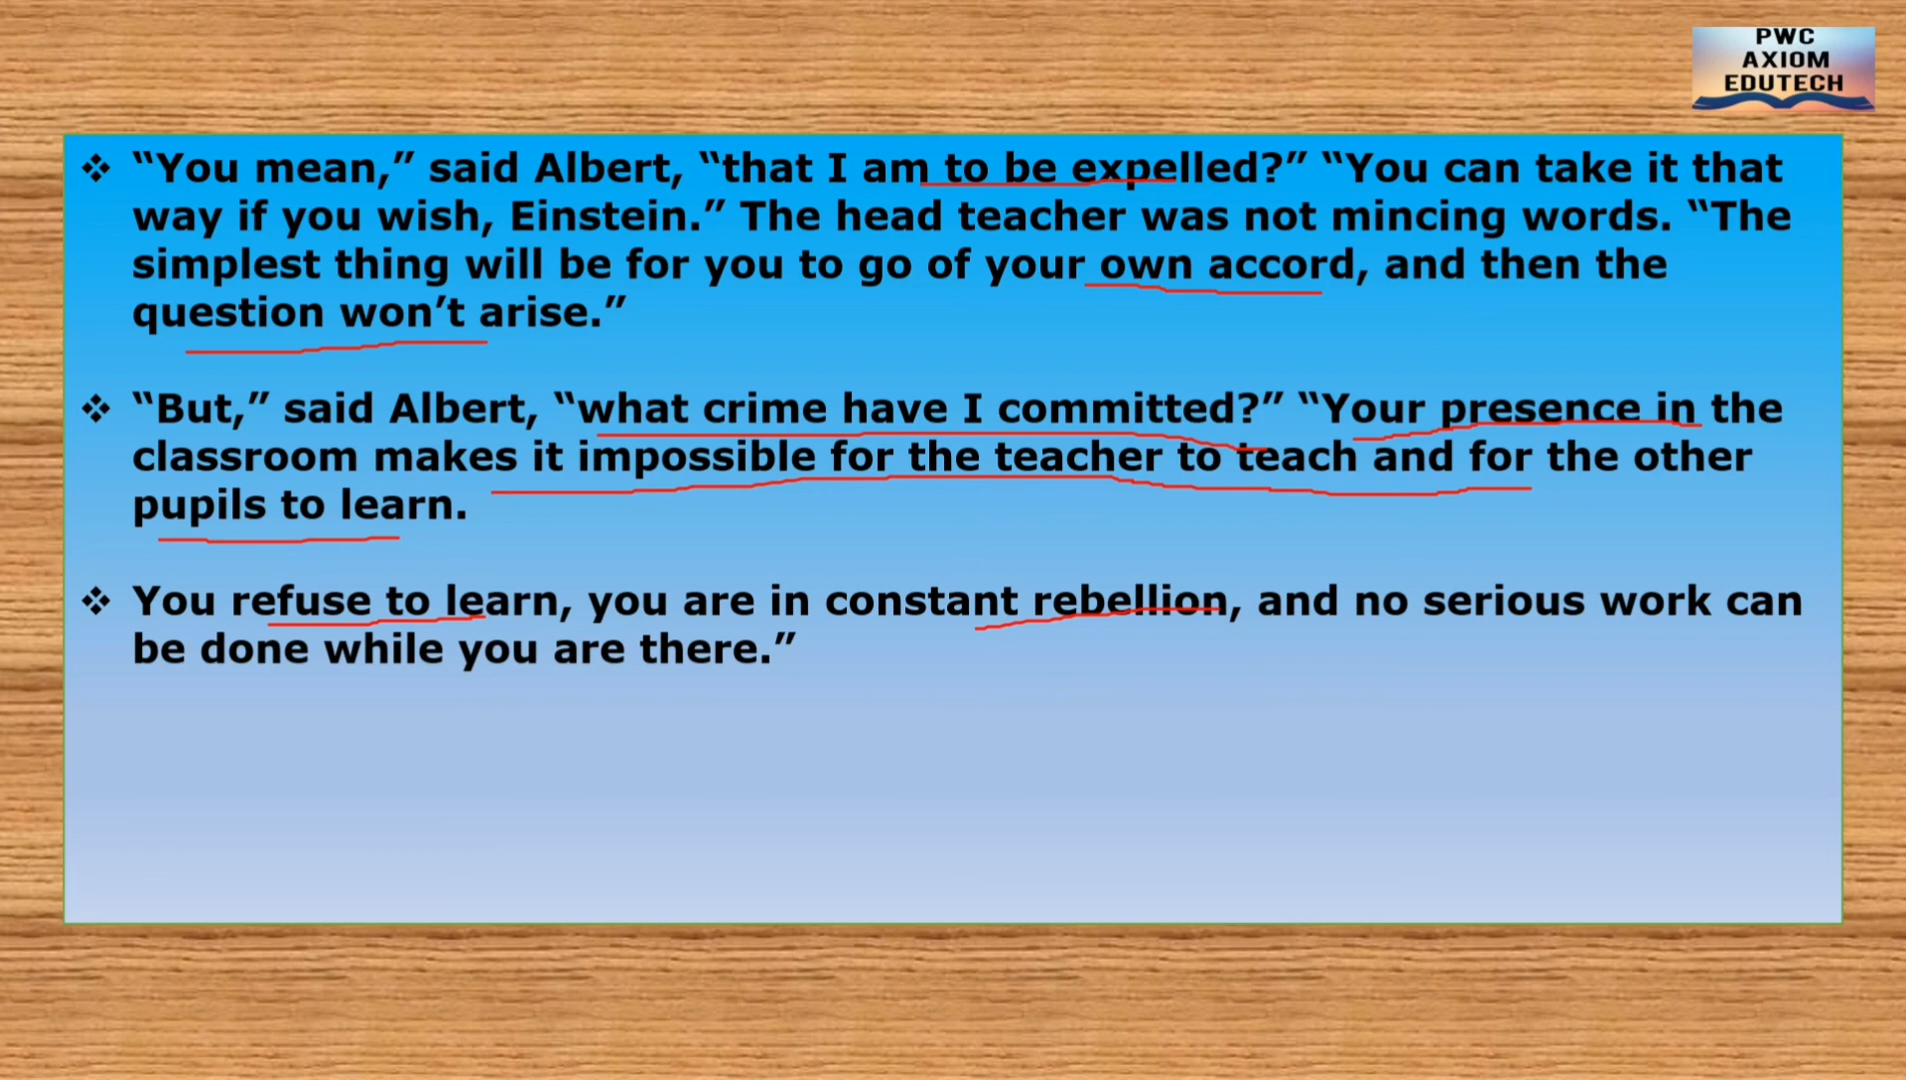 PWC
AXIOM
EDUTECH
❖ “You mean,” said Albert, “that I am to be expelled?” “You can take it that
way if you wish, Einstein.” The head teacher was not mincing words. “The
simplest thing will be for you to go of your own accord, and then the
question won’t arise.”
❖ “But,” said Albert, “what crime have I committed?” “Your presence in the
classroom makes it impossible for the teacher to teach and for the other
pupils to learn.
❖ You refuse to learn, you are in constant rebellion, and no serious work can
be done while you are there.”